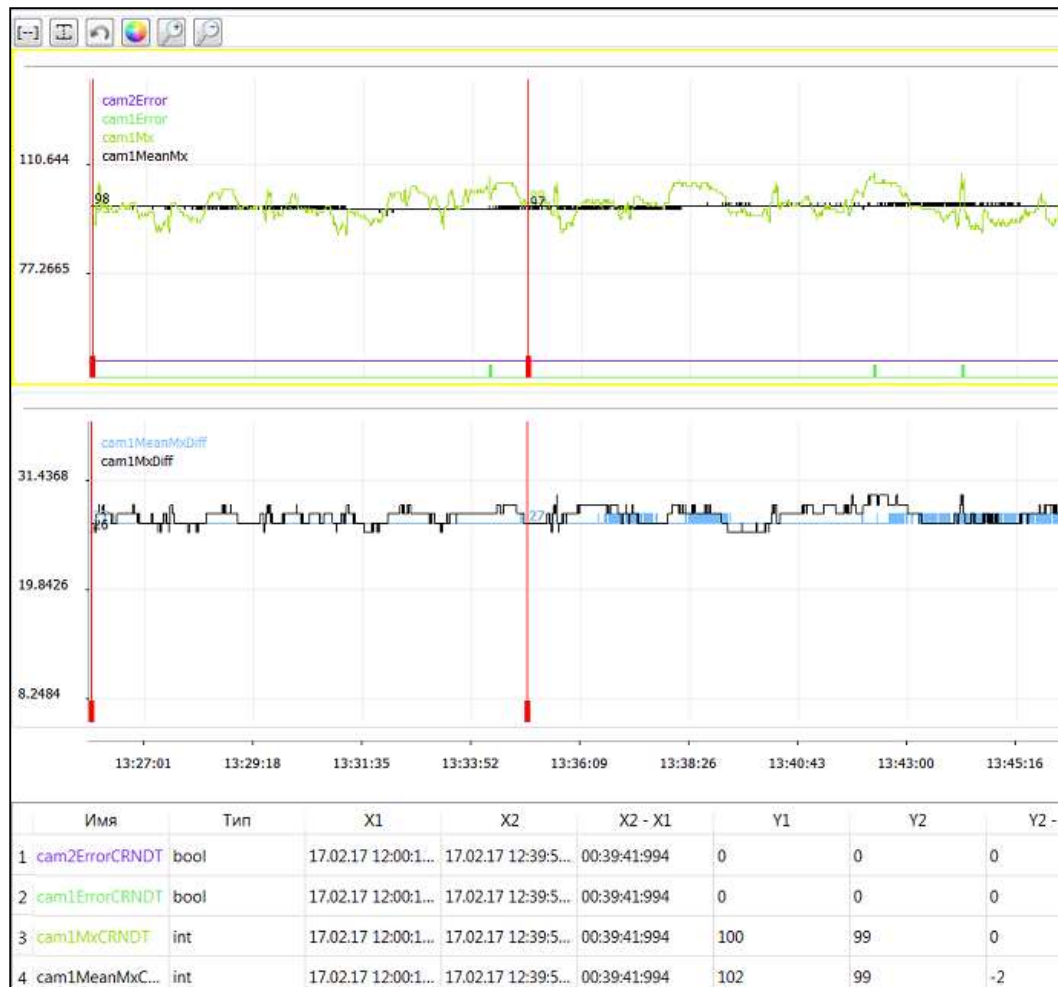 [--]
cam2Error
cam1Error
cam1Mx
cam1MeanMx
110.644
98
97
77.2665
cam1MeanMxDiff
cam1MxDiff
31.4368
26
27
19.8426
8.2484
13:27:01 13:29:18 13:31:35 13:33:52 13:36:09 13:38:26 13:40:43 13:43:00 13:45:16
Имя Тип X1 X2 X2 - X1 Y1 Y2 Y2 -
1 cam2ErrorCRNDT bool 17.02.17 12:00:1... 17.02.17 12:39:5... 00:39:41:994 0 0 0
2 cam1ErrorCRNDT bool 17.02.17 12:00:1... 17.02.17 12:39:5... 00:39:41:994 0 0 0
3 cam1MxCRNDT int 17.02.17 12:00:1... 17.02.17 12:39:5... 00:39:41:994 100 99 0
4 cam1MeanMxC... int 17.02.17 12:00:1... 17.02.17 12:39:5... 00:39:41:994 102 99 -2